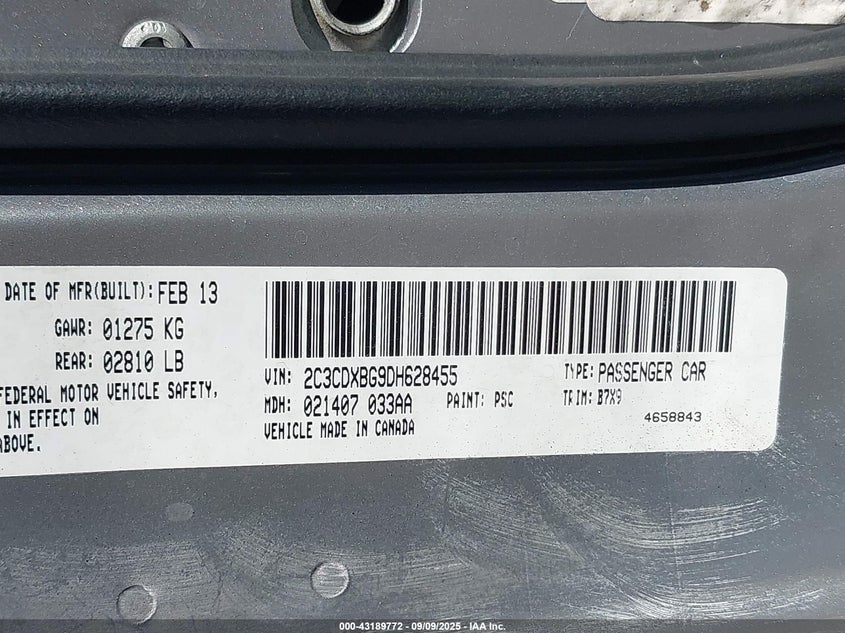 DATE OF MFR(BUILT): FEB 13
GAWR: 01275 KG
REAR: 02810 LB
FEDERAL MOTOR VEHICLE SAFETY,
IN EFFECT ON
ABOVE.
VIN: 2C3CDXBG9DH628455 TYPE: PASSENGER CAR
MDH: 021407 033AA PAINT: PSC TRIM: B7X9
VEHICLE MADE IN CANADA 4658843
000-43189772 - 09/09/2025 - IAA Inc.